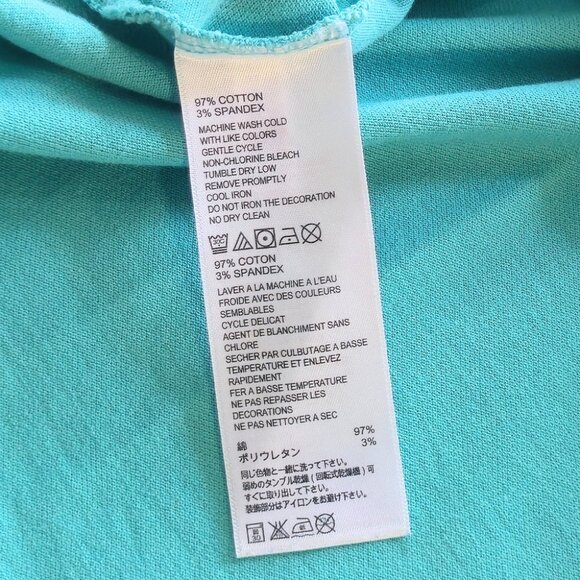 97% COTTON
3% SPANDEX
MACHINE WASH COLD
WITH LIKE COLORS
GENTLE CYCLE
NON-CHLORINE BLEACH
TUMBLE DRY LOW
REMOVE PROMPTLY
COOL IRON
DO NOT IRON THE DECORATION
NO DRY CLEAN
97% COTON
3% SPANDEX
LAVER A LA MACHINE A L'EAU
FROIDE AVEC DES COULEURS
SEMBLABLES
CYCLE DELICAT
AGENT DE BLANCHIMENT SANS
CHLORE
SECHER PAR CULBUTAGE A BASSE
TEMPERATURE ET ENLEVEZ
RAPIDEMENT
FER A BASSE TEMPERATURE
NE PAS REPASSER LES
DECORATIONS
NE PAS NETTOYER A SEC
綿 97%
ポリウレタン 3%
同じ色物と一緒に洗って下さい。
弱めのタンブル乾燥(回転式乾燥機)可
すぐに取り出して下さい。
装飾部分はアイロンをかけないで下さい。